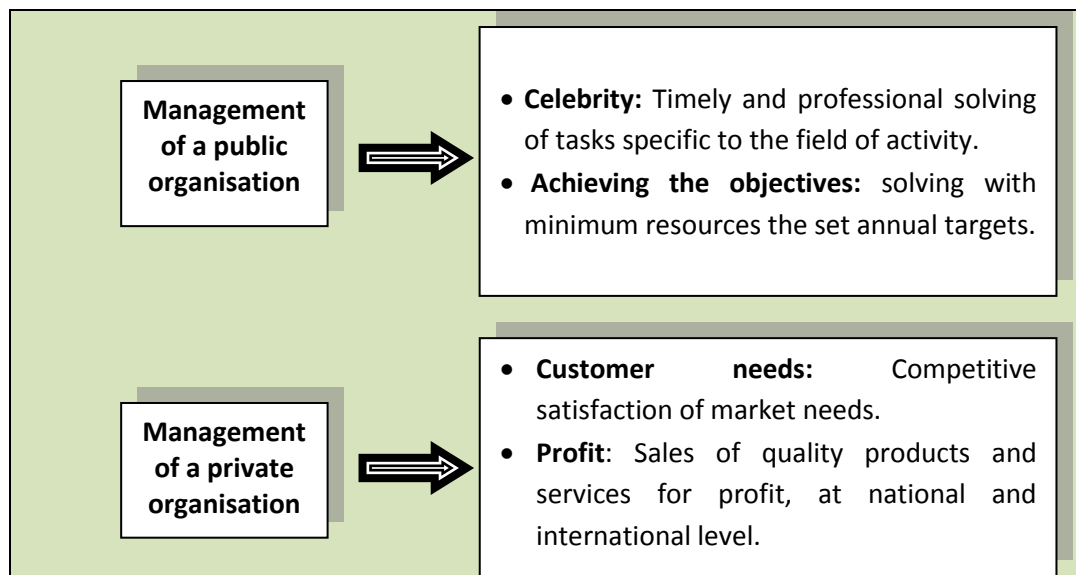 Management
of a public
organisation
• Celebrity: Timely and professional solving
of tasks specific to the field of activity.
• Achieving the objectives: solving with
minimum resources the set annual targets.
Management
of a private
organisation
• Customer needs: Competitive
satisfaction of market needs.
• Profit: Sales of quality products and
services for profit, at national and
international level.